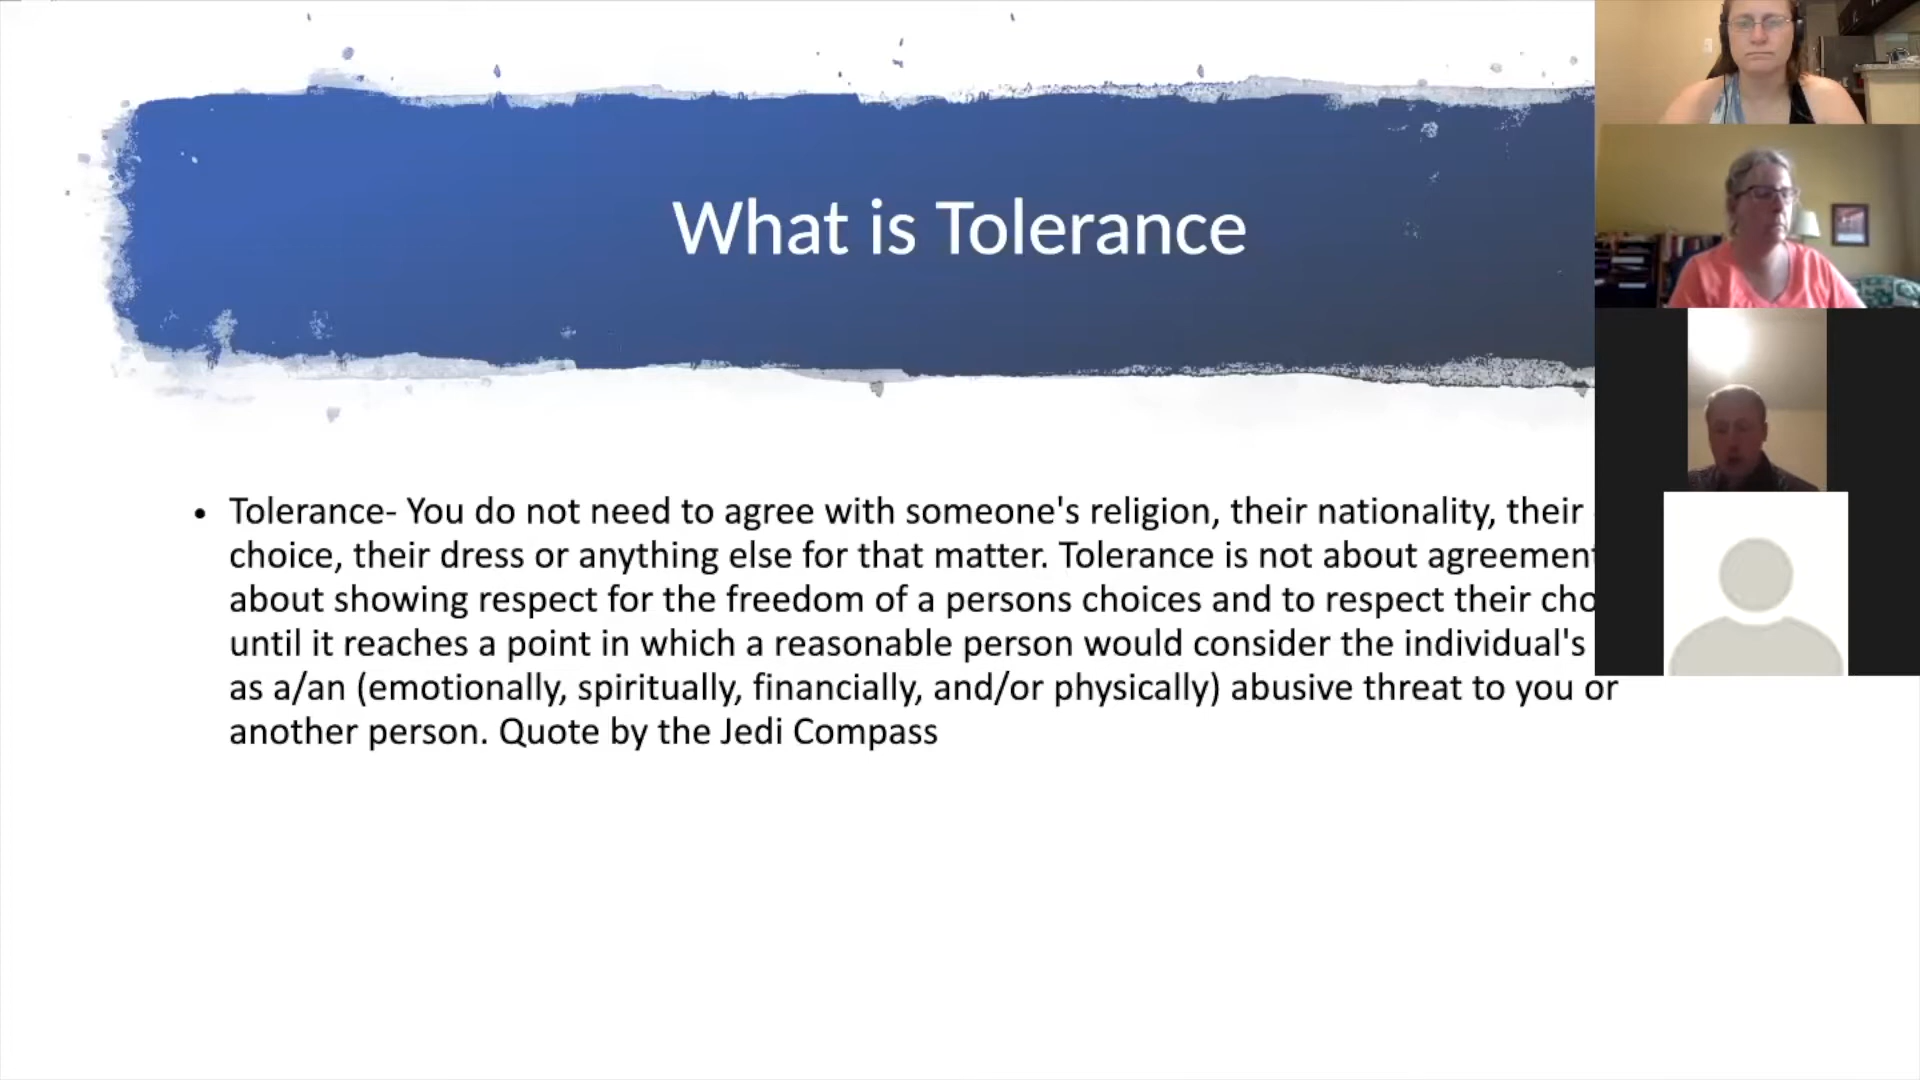 What is Tolerance
• Tolerance- You do not need to agree with someone's religion, their nationality, their
choice, their dress or anything else for that matter. Tolerance is not about agreement
about showing respect for the freedom of a persons choices and to respect their
until it reaches a point in which a reasonable person would consider the individual's
as a/an (emotionally, spiritually, financially, and/or physically) abusive threat to you or
another person. Quote by the Jedi Compass